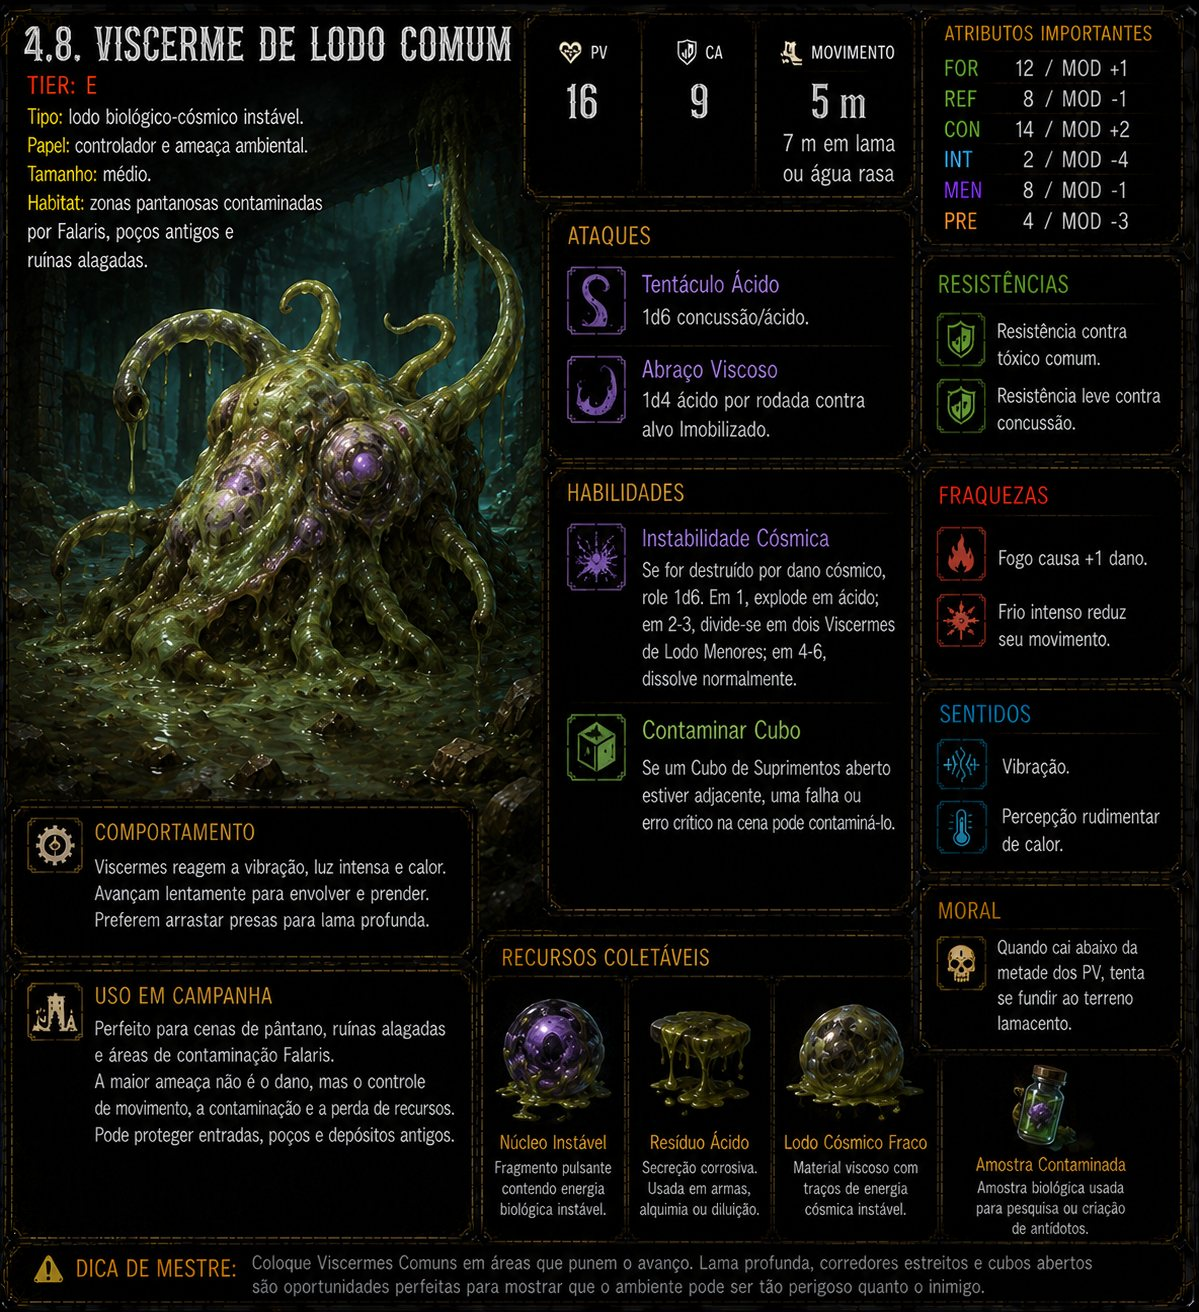 4.8. VISCERME DE LODO COMUM
TIER: E
Tipo: lodo biológico-cósmico instável.
Papel: controlador e ameaça ambiental.
Tamanho: médio.
Habitat: zonas pantanosas contaminadas
por Falaris, poços antigos e
ruínas alagadas.
PV
16
CA
9
MOVIMENTO
5 m
7 m em lama
ou água rasa
ATRIBUTOS IMPORTANTES
FOR 12 / MOD +1
REF 8 / MOD -1
CON 14 / MOD +2
INT 2 / MOD -4
MEN 8 / MOD -1
PRE 4 / MOD -3
ATAQUES
Tentáculo Ácido
1d6 concussão/ácido.
Abraço Viscoso
1d4 ácido por rodada contra
alvo Imobilizado.
RESISTÊNCIAS
Resistência contra
tóxico comum.
Resistência leve contra
concussão.
HABILIDADES
Instabilidade Cósmica
Se for destruído por dano cósmico,
role 1d6. Em 1, explode em ácido;
em 2-3, divide-se em dois Viscermes
de Lodo Menores; em 4-6,
dissolve normalmente.
Contaminar Cubo
Se um Cubo de Suprimentos aberto
estiver adjacente, uma falha ou
erro crítico na cena pode contaminá-lo.
FRAQUEZAS
Fogo causa +1 dano.
Frio intenso reduz
seu movimento.
SENTIDOS
Vibração.
Percepção rudimentar
de calor.
COMPORTAMENTO
Viscermes reagem a vibração, luz intensa e calor.
Avançam lentamente para envolver e prender.
Preferem arrastar presas para lama profunda.
MORAL
Quando cai abaixo da
metade dos PV, tenta
se fundir ao terreno
lamacento.
USO EM CAMPANHA
Perfeito para cenas de pântano, ruínas alagadas
e áreas de contaminação Falaris.
A maior ameaça não é o dano, mas o controle
de movimento, a contaminação e a perda de recursos.
Pode proteger entradas, poços e depósitos antigos.
RECURSOS COLETÁVEIS
Núcleo Instável
Fragmento pulsante
contendo energia
biológica instável.
Resíduo Ácido
Secreção corrosiva.
Usada em armas,
alquimia ou diluição.
Lodo Cósmico Fraco
Material viscoso com
traços de energia
cósmica instável.
Amostra Contaminada
Amostra biológica usada
para pesquisa ou criação
de antídotos.
DICA DE MESTRE: Coloque Viscermes Comuns em áreas que punem o avanço. Lama profunda, corredores estreitos e cubos abertos
são oportunidades perfeitas para mostrar que o ambiente pode ser tão perigoso quanto o inimigo.